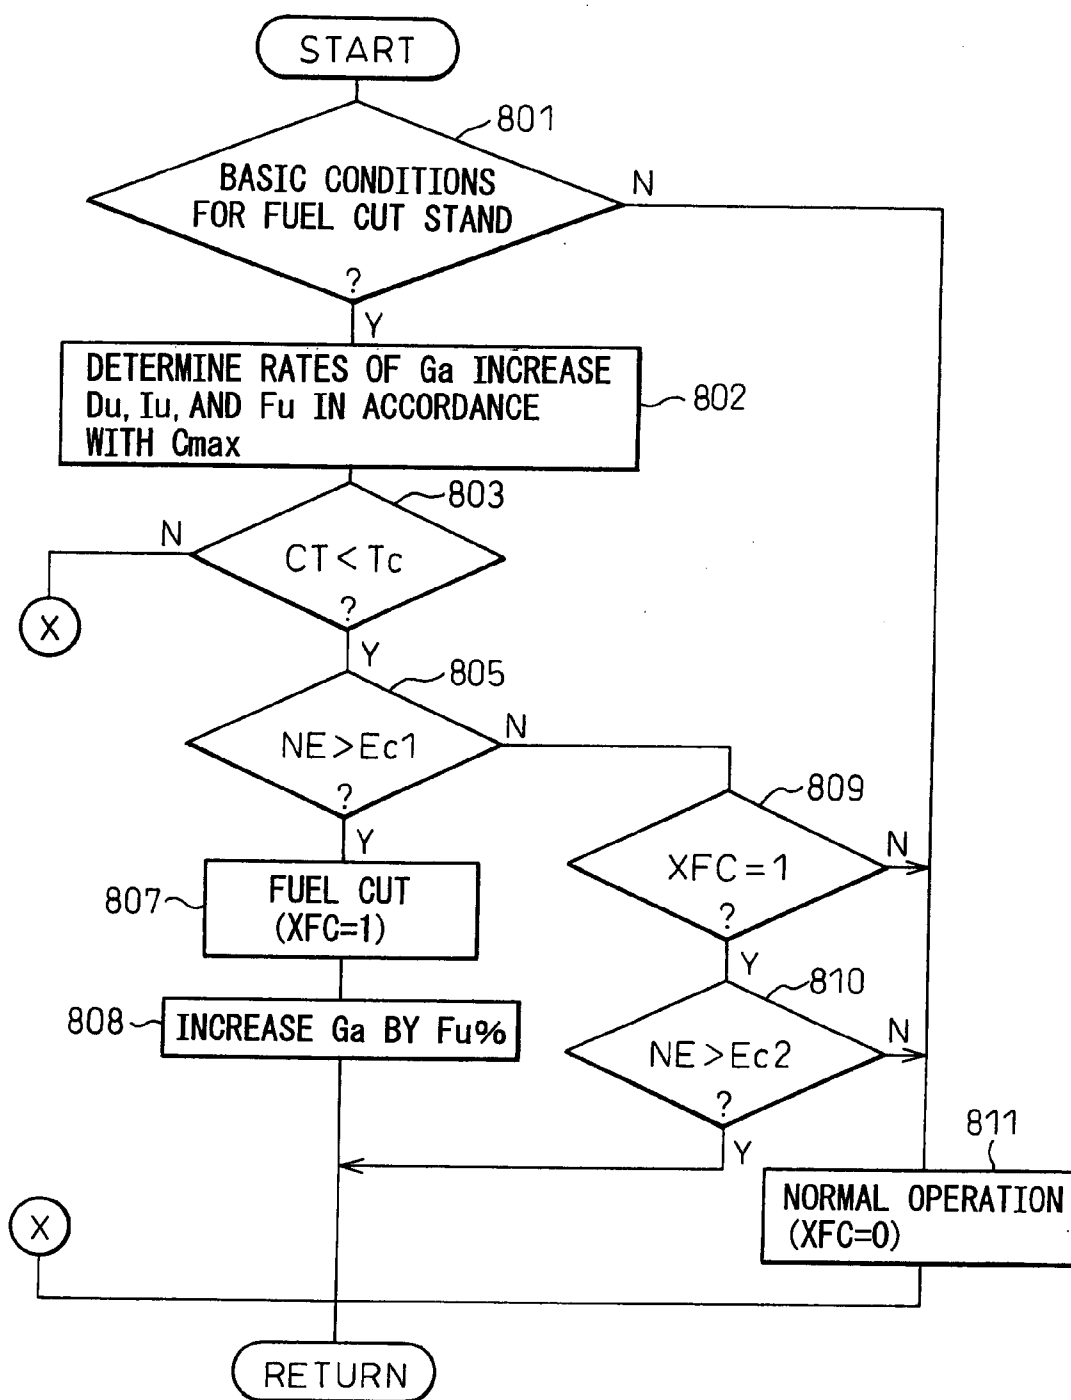 START
801
BASIC CONDITIONS
FOR FUEL CUT STAND
?
N
Y
DETERMINE RATES OF Ga INCREASE
Du, Iu, AND Fu IN ACCORDANCE
WITH Cmax
802
803
N
CT<Tc
?
X
Y
805
NE>Ec1
?
N
Y
809
XFC=1
?
N
Y
807
FUEL CUT
(XFC=1)
808
INCREASE Ga BY Fu%
810
NE>Ec2
?
N
Y
811
NORMAL OPERATION
(XFC=0)
X
RETURN